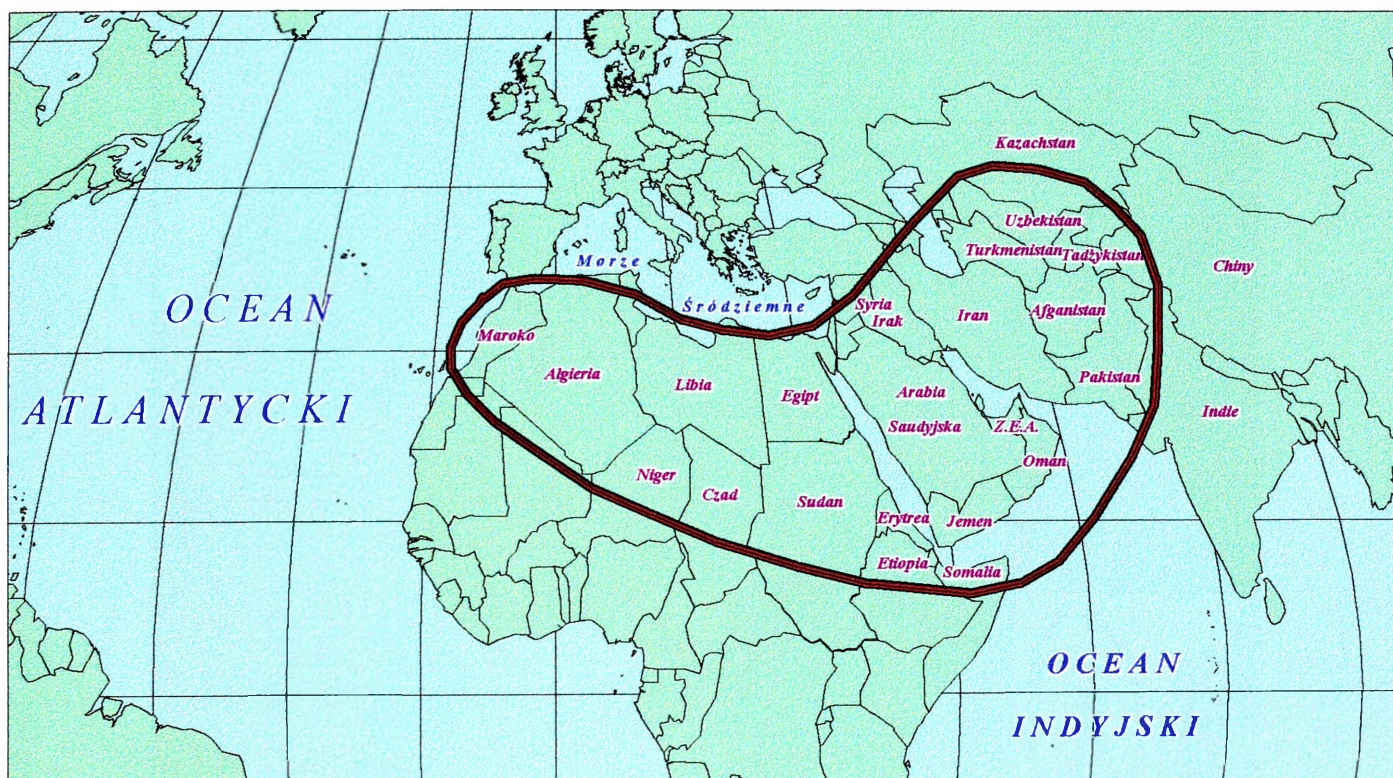 Kazachstan
Uzbekistan
Turkmenistan
Tadżykistan
Chiny
Morze
Śródziemne
OCEAN
ATLANTYCKI
Syria
Irak
Iran
Afganistan
Maroko
Algieria
Libia
Egipt
Arabia
Saudyjska
Pakistan
Z.E.A.
Indie
Oman
Niger
Czad
Sudan
Erytrea
Jemen
Etiopia
Somalia
OCEAN
INDYJSKI